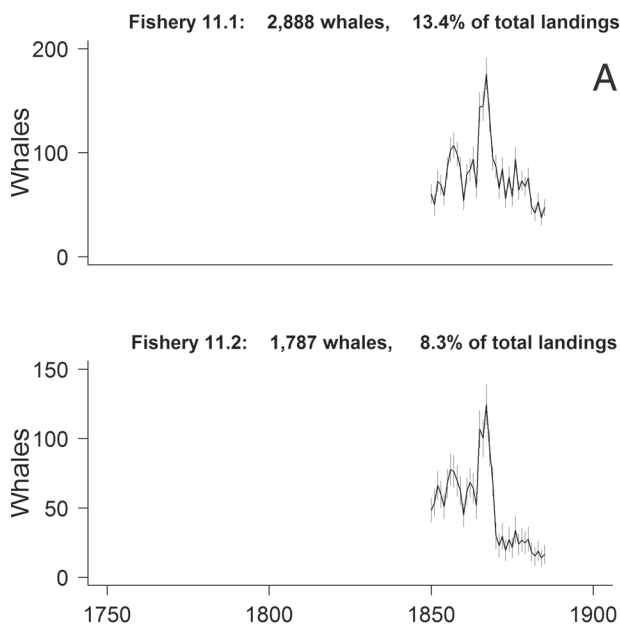 Fishery 11.1: 2,888 whales, 13.4% of total landings
A
200
100
0
Whales
Fishery 11.2: 1,787 whales, 8.3% of total landings
150
100
50
0
Whales
1750 1800 1850 1900